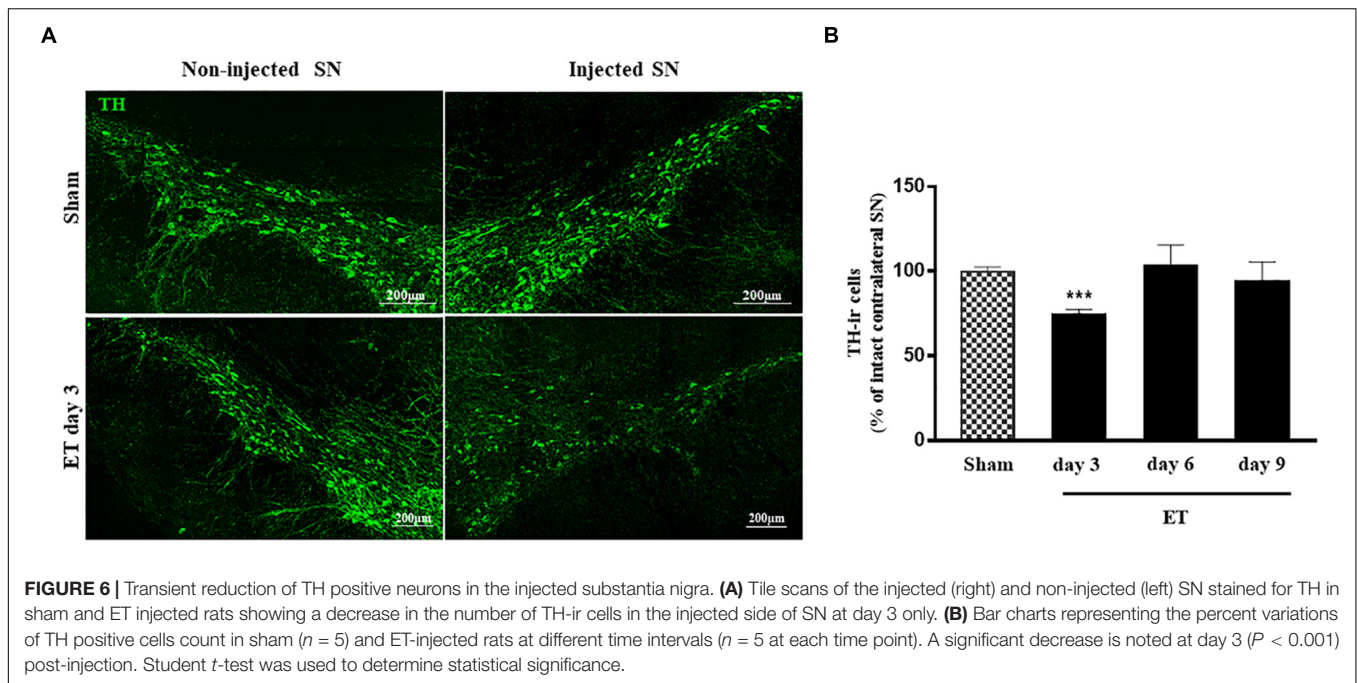 A
Non-injected SN
Injected SN
TH
Sham
200µm
200µm
ET day 3
200µm
200µm
B
TH-ir cells
(% of intact contralateral SN)
150
100
50
0
***
Sham
day 3
day 6
day 9
ET
FIGURE 6 | Transient reduction of TH positive neurons in the injected substantia nigra. (A) Tile scans of the injected (right) and non-injected (left) SN stained for TH in
sham and ET injected rats showing a decrease in the number of TH-ir cells in the injected side of SN at day 3 only. (B) Bar charts representing the percent variations
of TH positive cells count in sham (n = 5) and ET-injected rats at different time intervals (n = 5 at each time point). A significant decrease is noted at day 3 (P < 0.001)
post-injection. Student t-test was used to determine statistical significance.